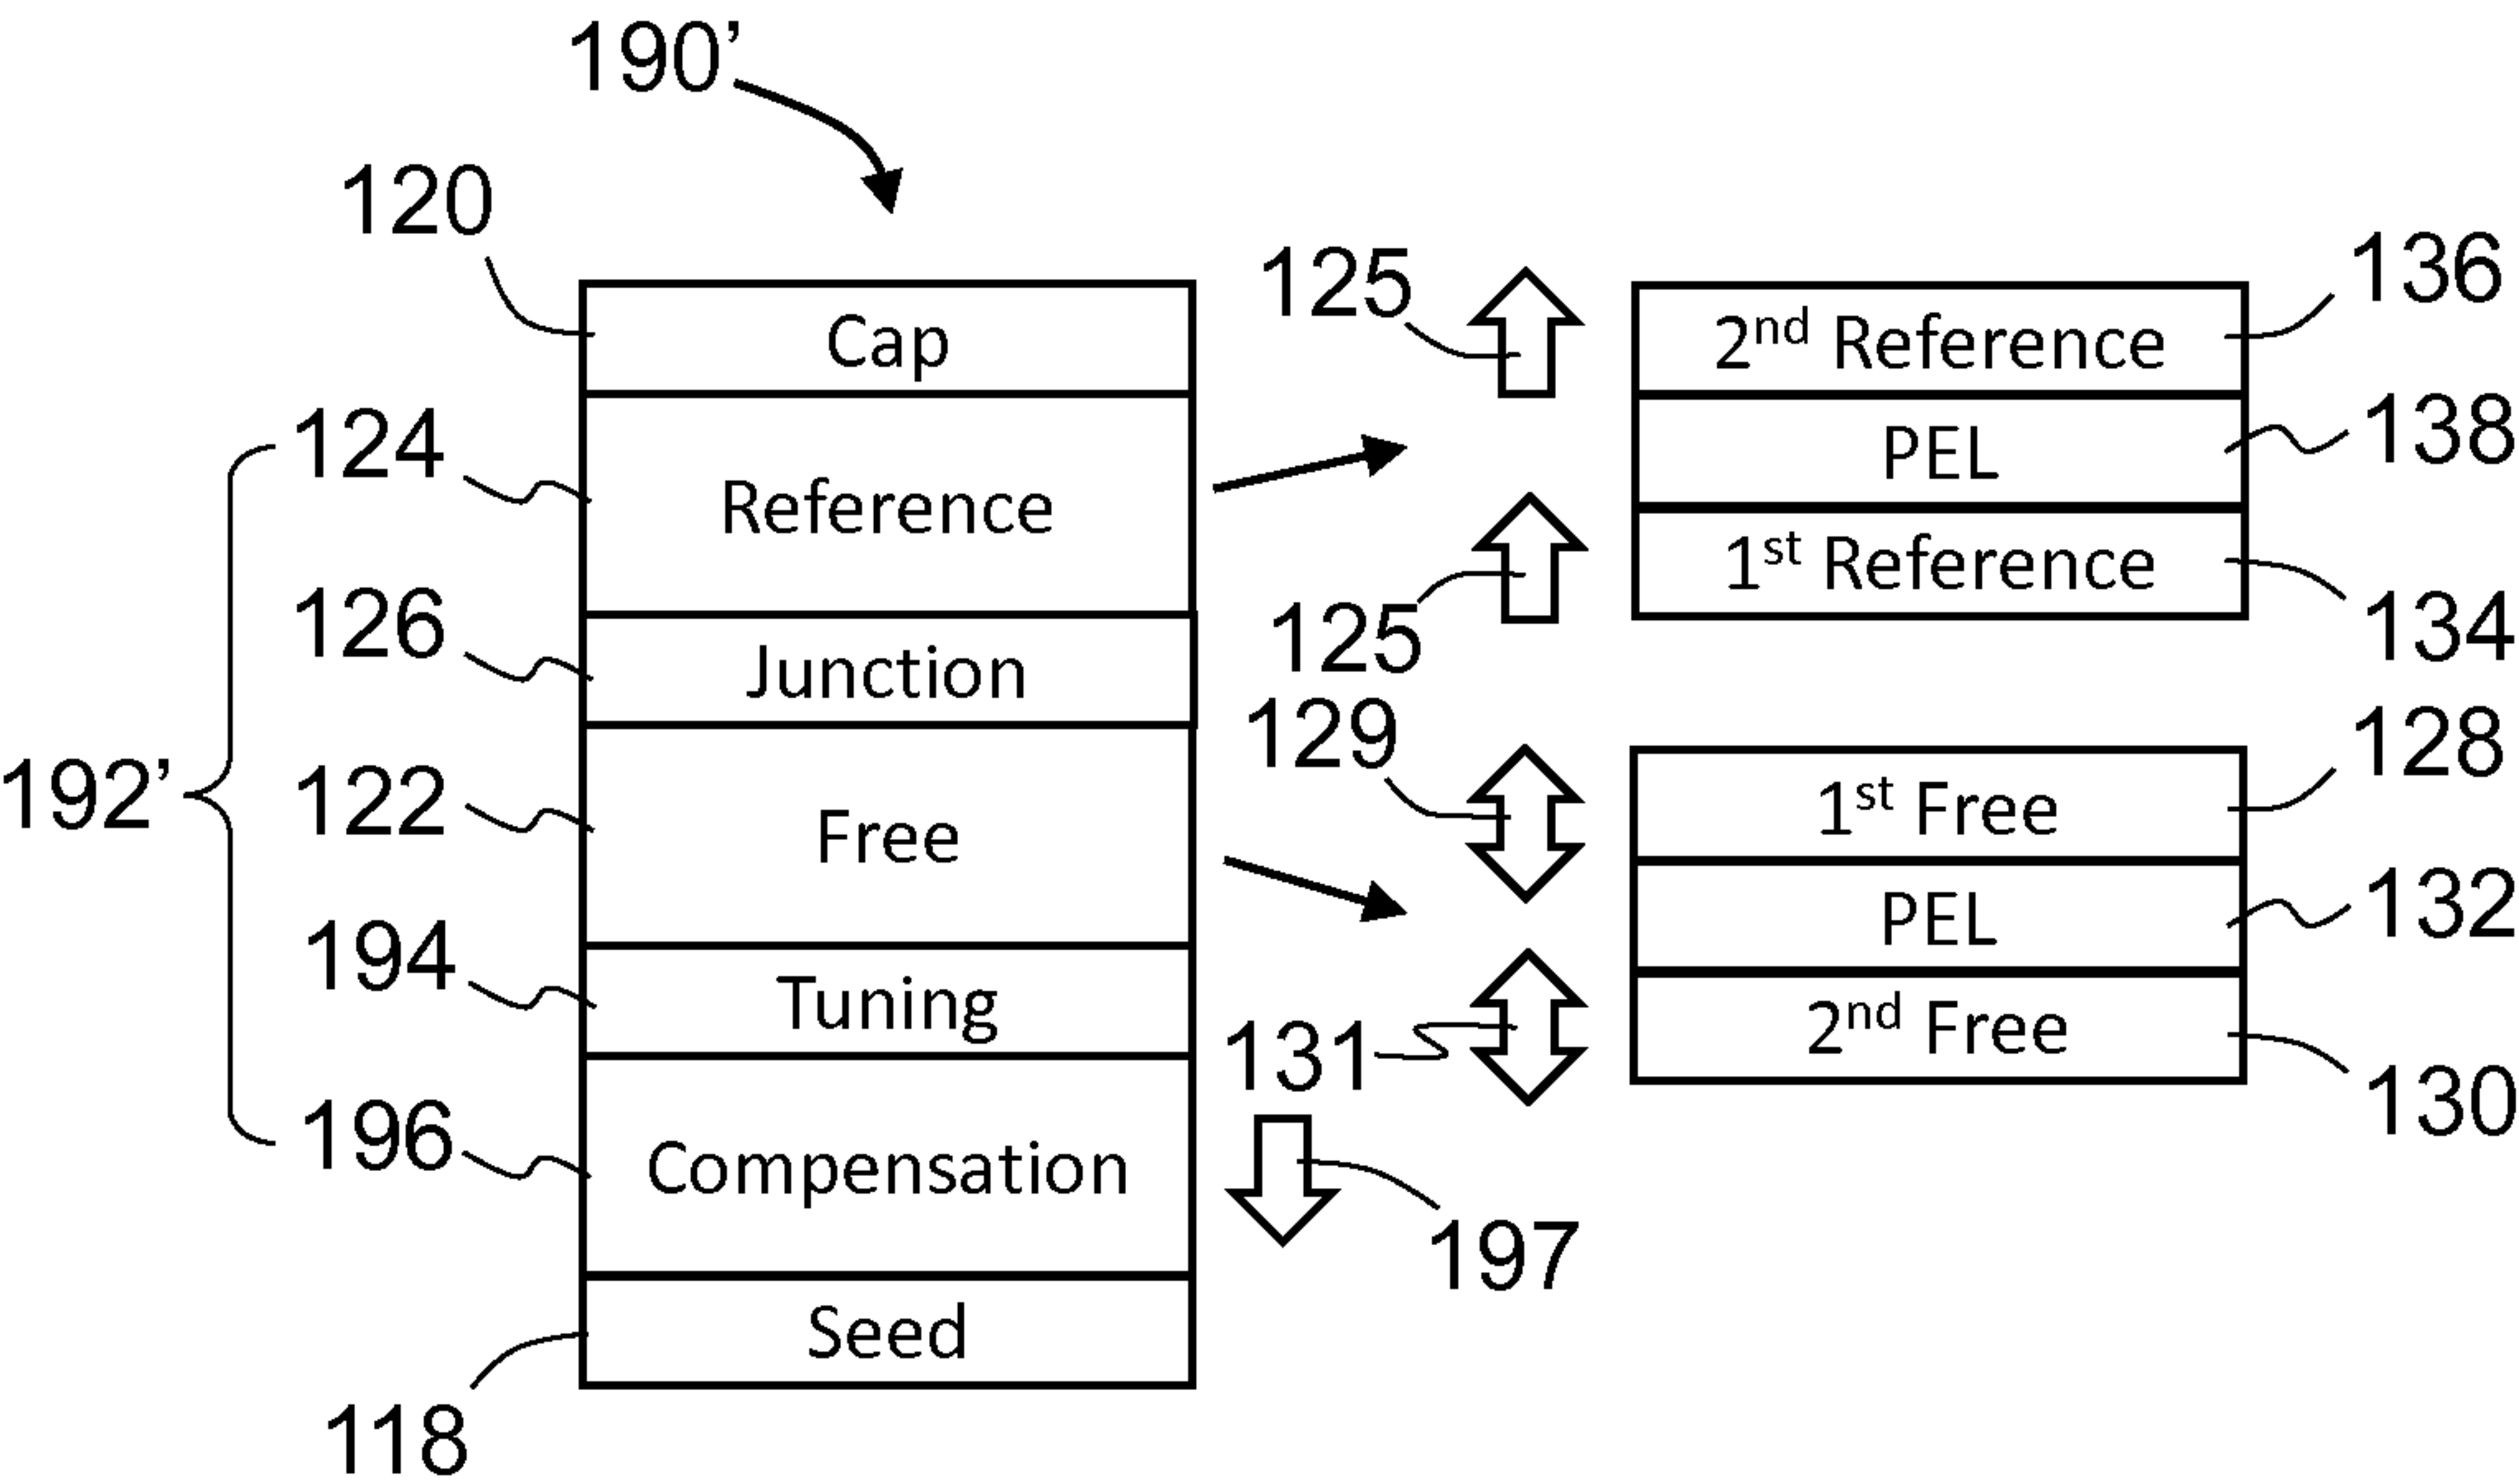 190’
120
Cap
125
2nd Reference
136
124
Reference
PEL
138
125
1st Reference
134
126
Junction
129
1st Free
128
192’
122
Free
PEL
132
194
Tuning
131
2nd Free
130
196
Compensation
197
Seed
118